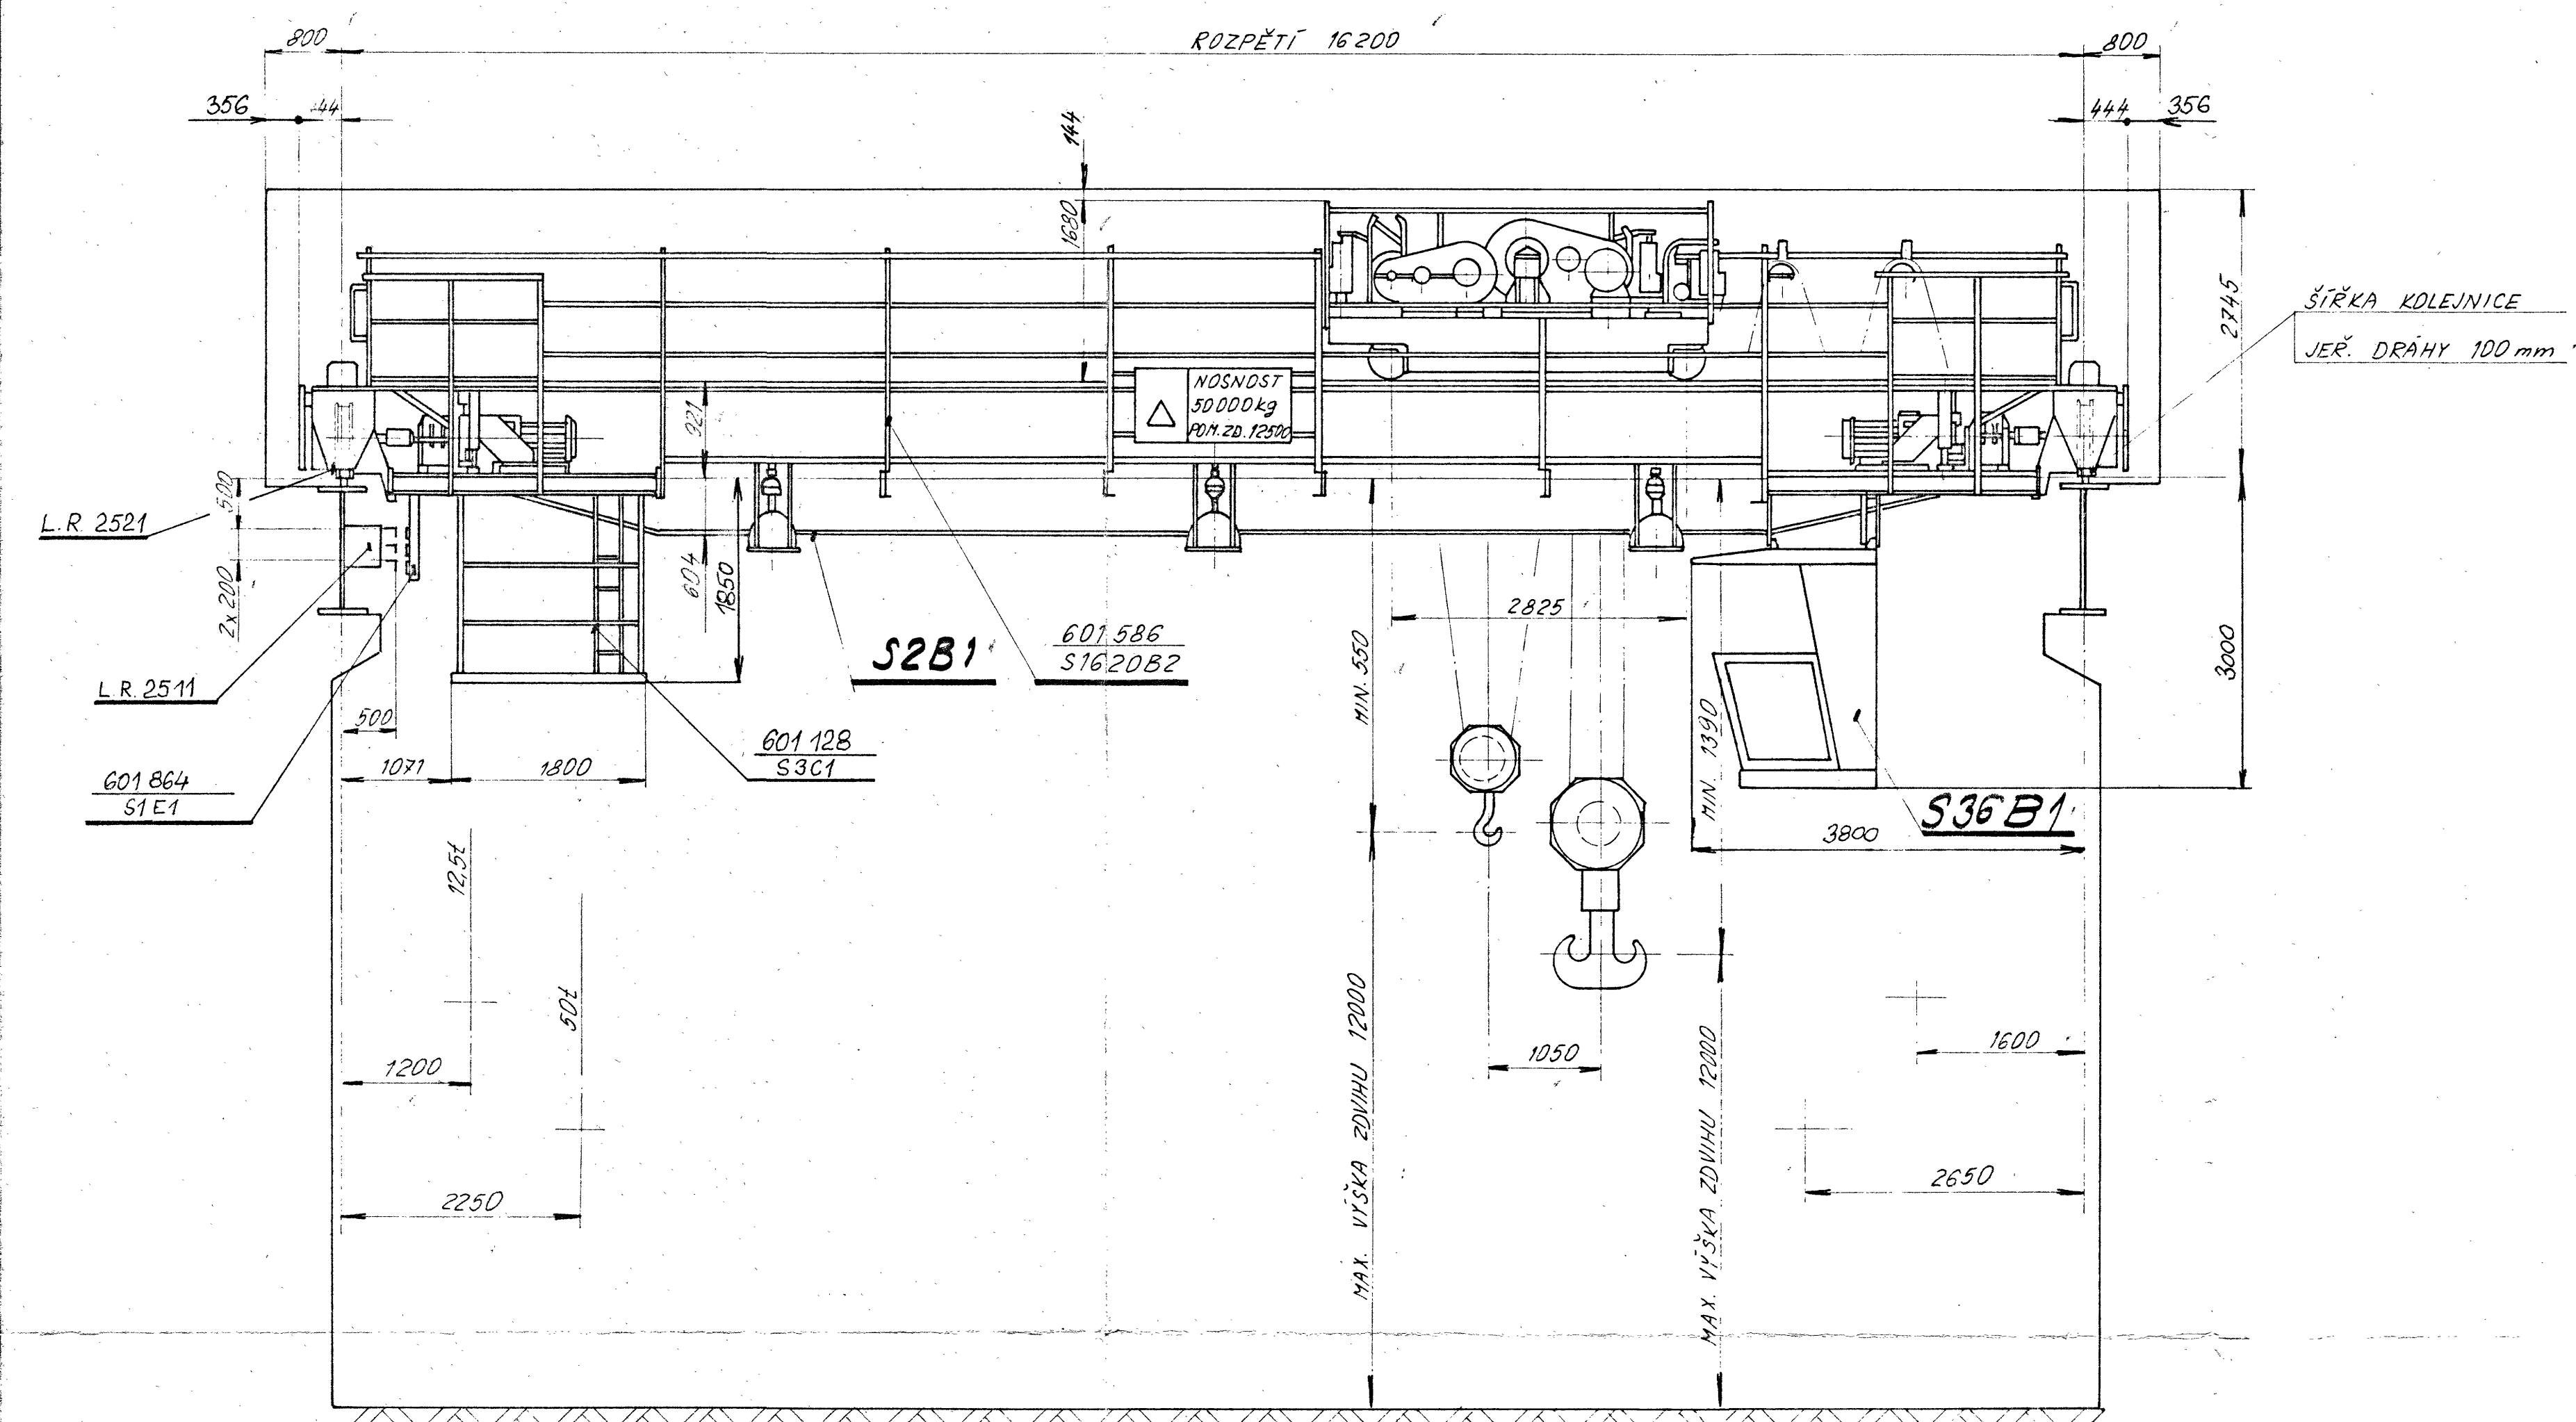 800
ROZPĚTÍ 16200
800
356
444
144
444
356
1680
2745
ŠÍŘKA KOLEJNICE
JEŘ. DRÁHY 100 mm
NOSNOST
50000kg
POM.ZD.12500
921
500
L.R. 2521
2x200
604
1850
2825
MIN. 550
3000
S2B1
601 586
S1620B2
L.R. 2511
500
MIN. 1390
601 128
S3C1
1071
1800
601 864
S1E1
S36B1
3800
12,5t
50t
MAX. VÝŠKA ZDVIHU 12000
MAX. VÝŠKA ZDVIHU 12000
1050
1600
1200
2650
2250